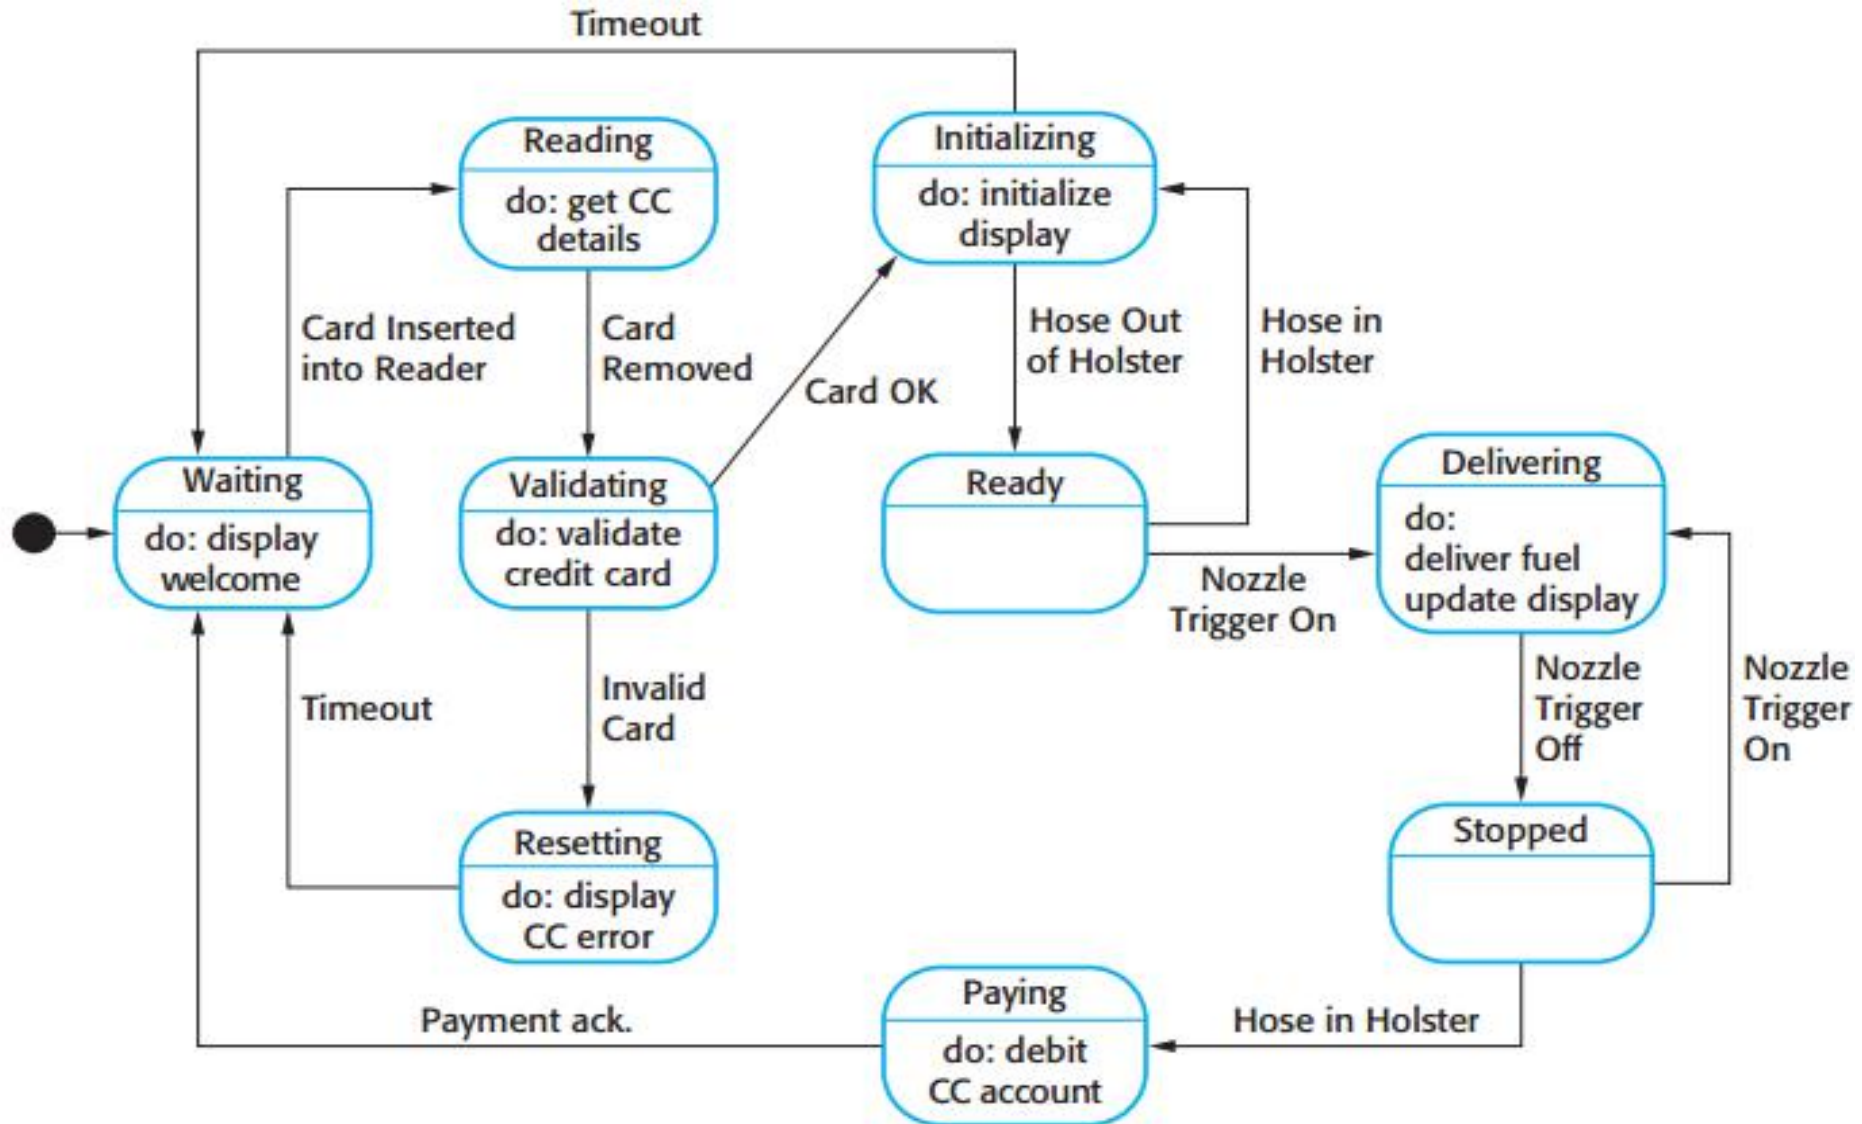 Timeout
Reading
do: get CC
details
Initializing
do: initialize
display
Card Inserted
into Reader
Card
Removed
Card OK
Hose Out
of Holster
Hose in
Holster
Waiting
do: display
welcome
Validating
do: validate
credit card
Ready
Delivering
do:
deliver fuel
update display
Nozzle
Trigger On
Timeout
Invalid
Card
Nozzle
Trigger
Off
Nozzle
Trigger
On
Resetting
do: display
CC error
Stopped
Payment ack.
Paying
do: debit
CC account
Hose in Holster